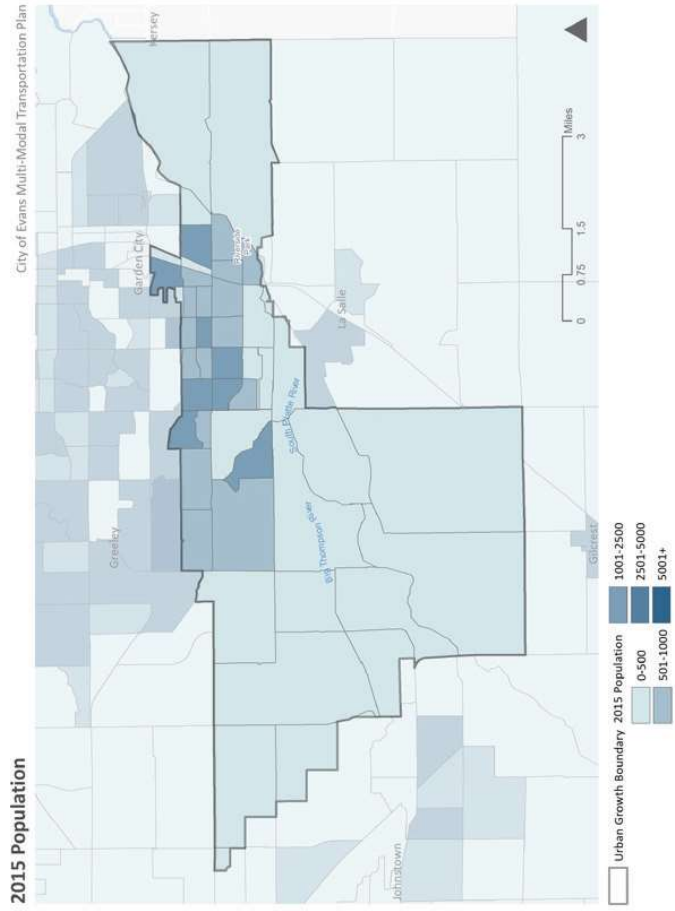 2015 Population
City of Evans Multi-Modal Transportation Plan
Kersey
Garden City
Greeley
Riverside
Park
La Salle
South Platte River
Big Thompson River
Johnstown
Gilcrest
0 0.75 1.5 3
Miles
Urban Growth Boundary
2015 Population
0-500
501-1000
1001-2500
2501-5000
5001+